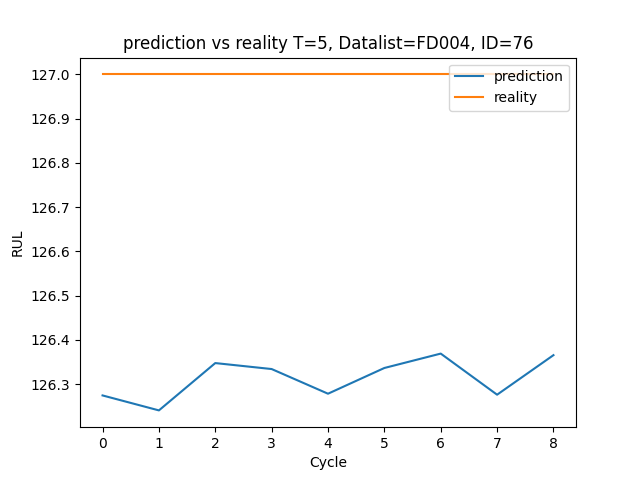 prediction vs reality T=5, Datalist=FD004, ID=76
127.0
126.9
126.8
126.7
126.6
126.5
126.4
126.3
RUL
prediction
reality
0 1 2 3 4 5 6 7 8
Cycle